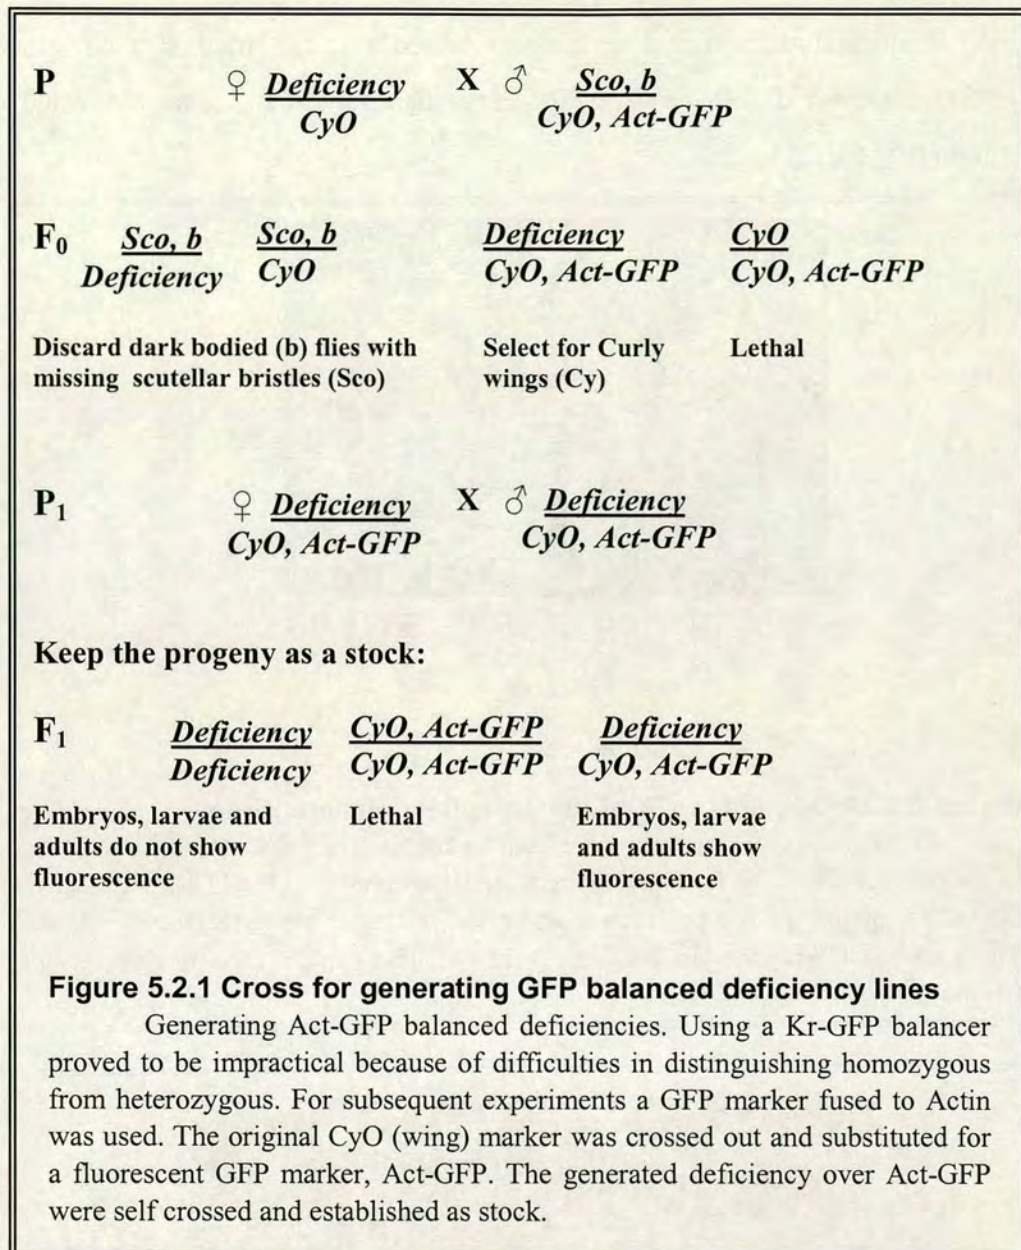 P ♀ Deficiency X ♂ Sco, b
CyO CyO, Act-GFP
F0 Sco, b Sco, b Deficiency CyO
Deficiency CyO CyO, Act-GFP CyO, Act-GFP
Discard dark bodied (b) flies with Select for Curly Lethal
missing scutellar bristles (Sco) wings (Cy)
P1 ♀ Deficiency X ♂ Deficiency
CyO, Act-GFP CyO, Act-GFP
Keep the progeny as a stock:
F1 Deficiency CyO, Act-GFP Deficiency
Deficiency CyO, Act-GFP CyO, Act-GFP
Embryos, larvae and Lethal Embryos, larvae
adults do not show and adults show
fluorescence fluorescence
Figure 5.2.1 Cross for generating GFP balanced deficiency lines
Generating Act-GFP balanced deficiencies. Using a Kr-GFP balancer
proved to be impractical because of difficulties in distinguishing homozygous
from heterozygous. For subsequent experiments a GFP marker fused to Actin
was used. The original CyO (wing) marker was crossed out and substituted for
a fluorescent GFP marker, Act-GFP. The generated deficiency over Act-GFP
were self crossed and established as stock.